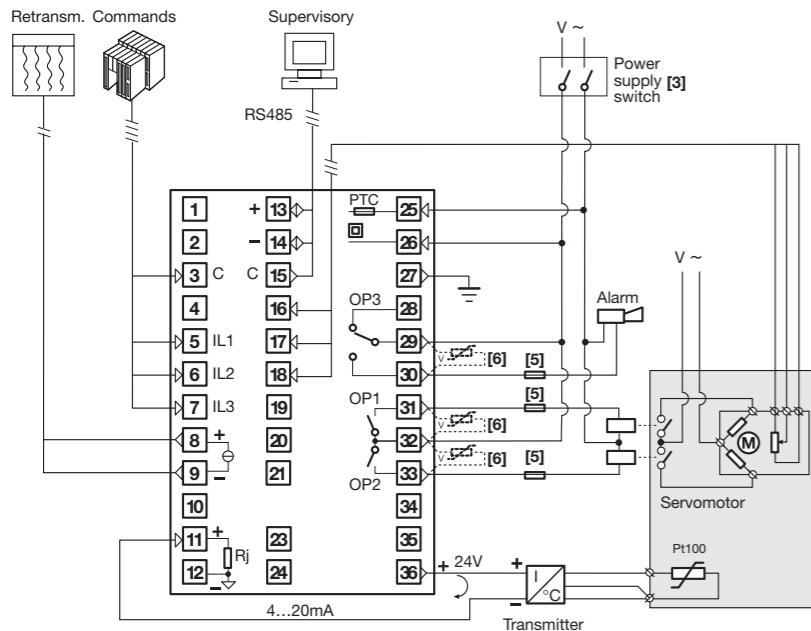 Retransm. Commands
Supervisory
V ~
Power
supply [3]
switch
RS485
PTC
1
+ 13
25
2
– 14
26
3 C
C 15
27
V ~
4
16
OP3
28
Alarm
5 IL1
17
29
[6]
6 IL2
18
30
[5]
7 IL3
19
OP1
31
[5]
[6]
8 +
20
32
[6]
9 –
21
OP2
33
[5]
M
Servomotor
10
34
11 +
23
35
Rj
12 –
24
36
+ 24V
+
–
I
°C
Pt100
4...20mA
Transmitter
V
V
V